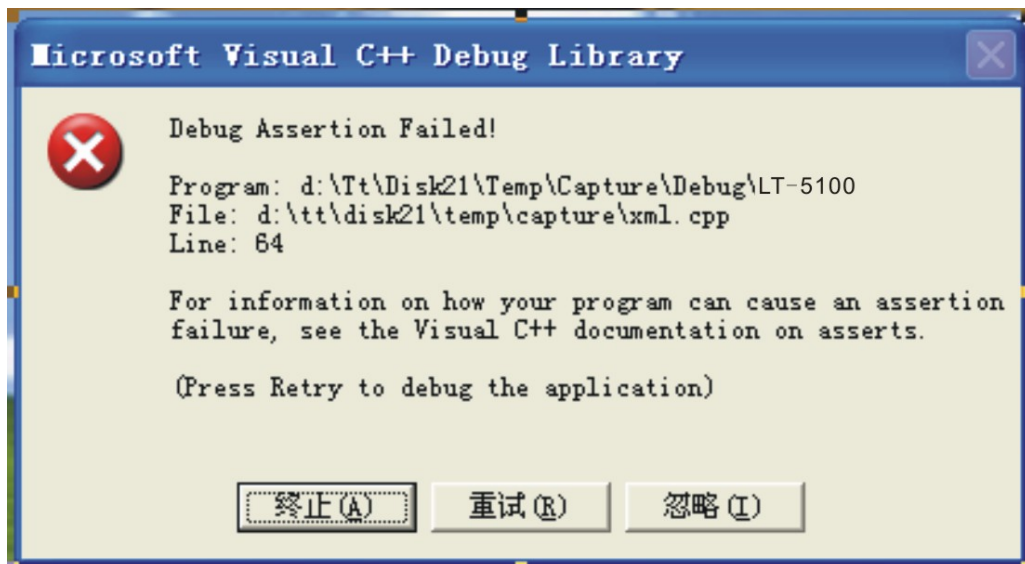 Microsoft Visual C++ Debug Library
Debug Assertion Failed!
Program: d:\Tt\Disk21\Temp\Capture\Debug\LT-5100
File: d:\tt\disk21\temp\capture\xml.cpp
Line: 64
For information on how your program can cause an assertion
failure, see the Visual C++ documentation on asserts.
(Press Retry to debug the application)
终止(A) 重试(R) 忽略(I)